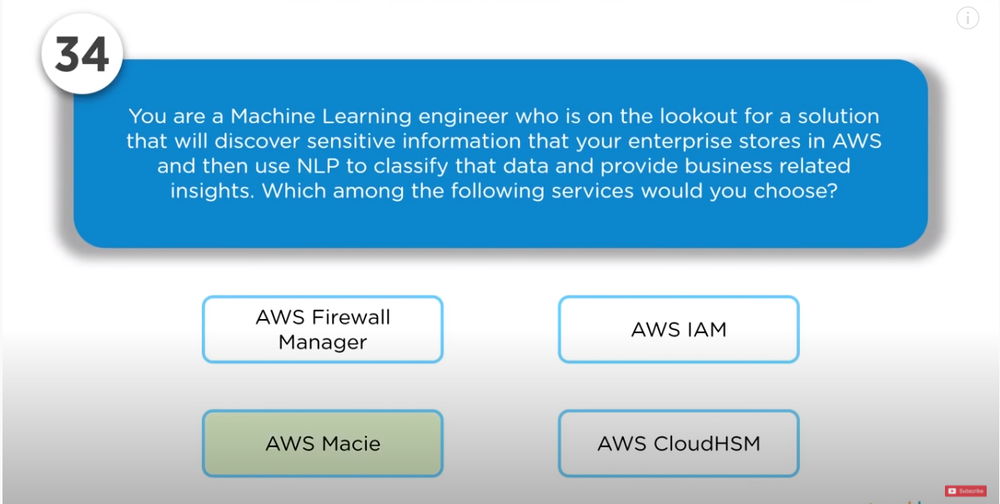 34
You are a Machine Learning engineer who is on the lookout for a solution
that will discover sensitive information that your enterprise stores in AWS
and then use NLP to classify that data and provide business related
insights. Which among the following services would you choose?
AWS Firewall
Manager
AWS IAM
AWS Macie
AWS CloudHSM
Subscribe